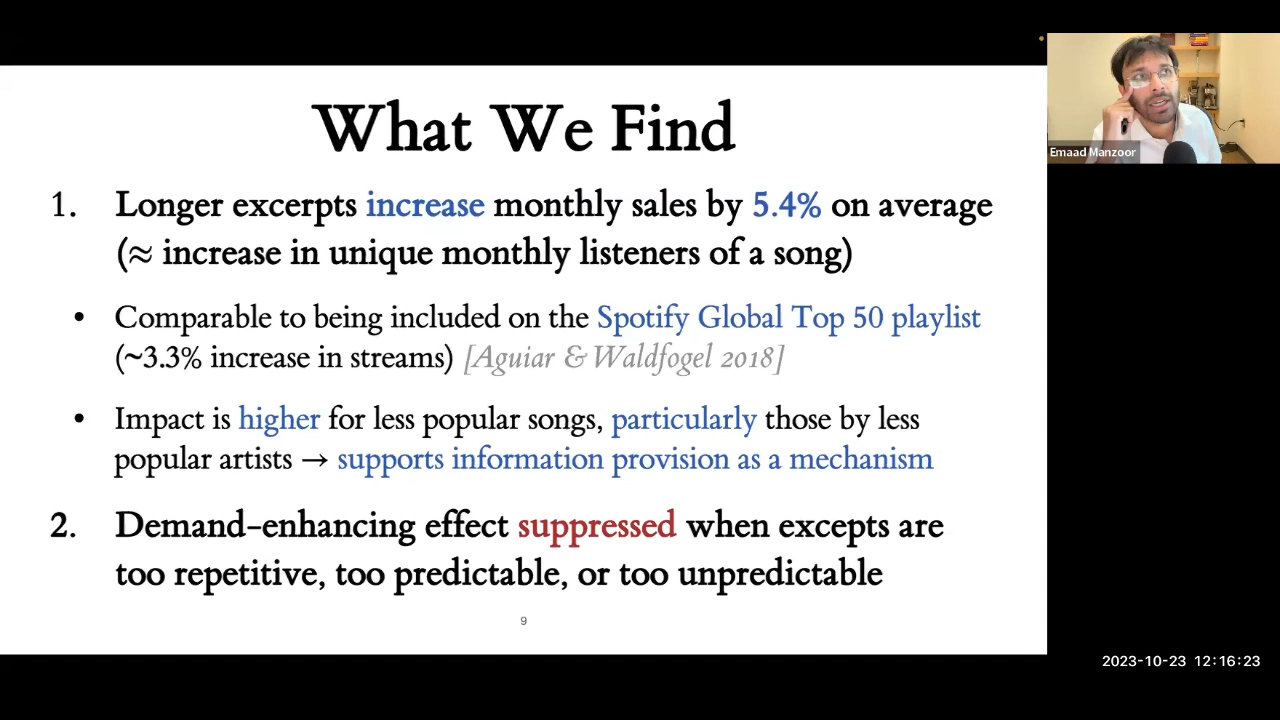 What We Find
1. Longer excerpts increase monthly sales by 5.4% on average
(≈ increase in unique monthly listeners of a song)
• Comparable to being included on the Spotify Global Top 50 playlist
(~3.3% increase in streams) [Aguiar & Waldfogel 2018]
• Impact is higher for less popular songs, particularly those by less
popular artists → supports information provision as a mechanism
2. Demand-enhancing effect suppressed when excepts are
too repetitive, too predictable, or too unpredictable
9
Emaad Manzoor
2023-10-23 12:16:23